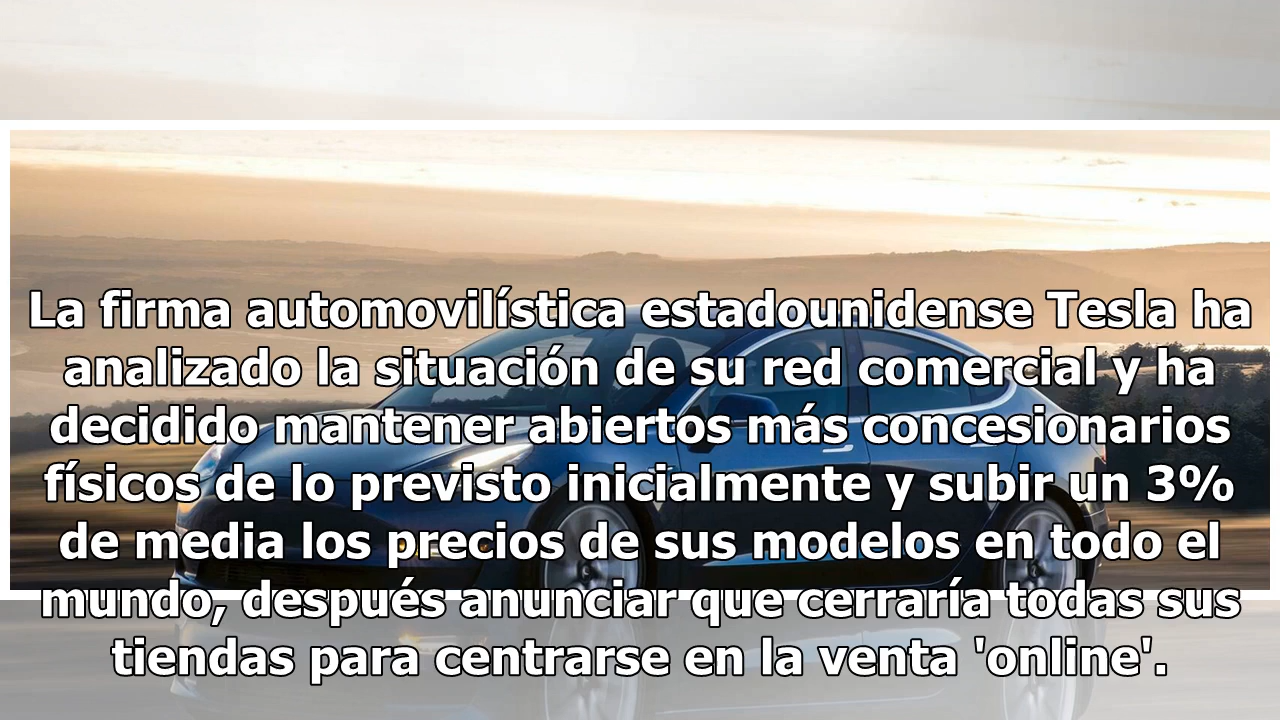 La firma automovilística estadounidense Tesla ha
analizado la situación de su red comercial y ha
decidido mantener abiertos más concesionarios
físicos de lo previsto inicialmente y subir un 3%
de media los precios de sus modelos en todo el
mundo, después anunciar que cerraría todas sus
tiendas para centrarse en la venta 'online'.